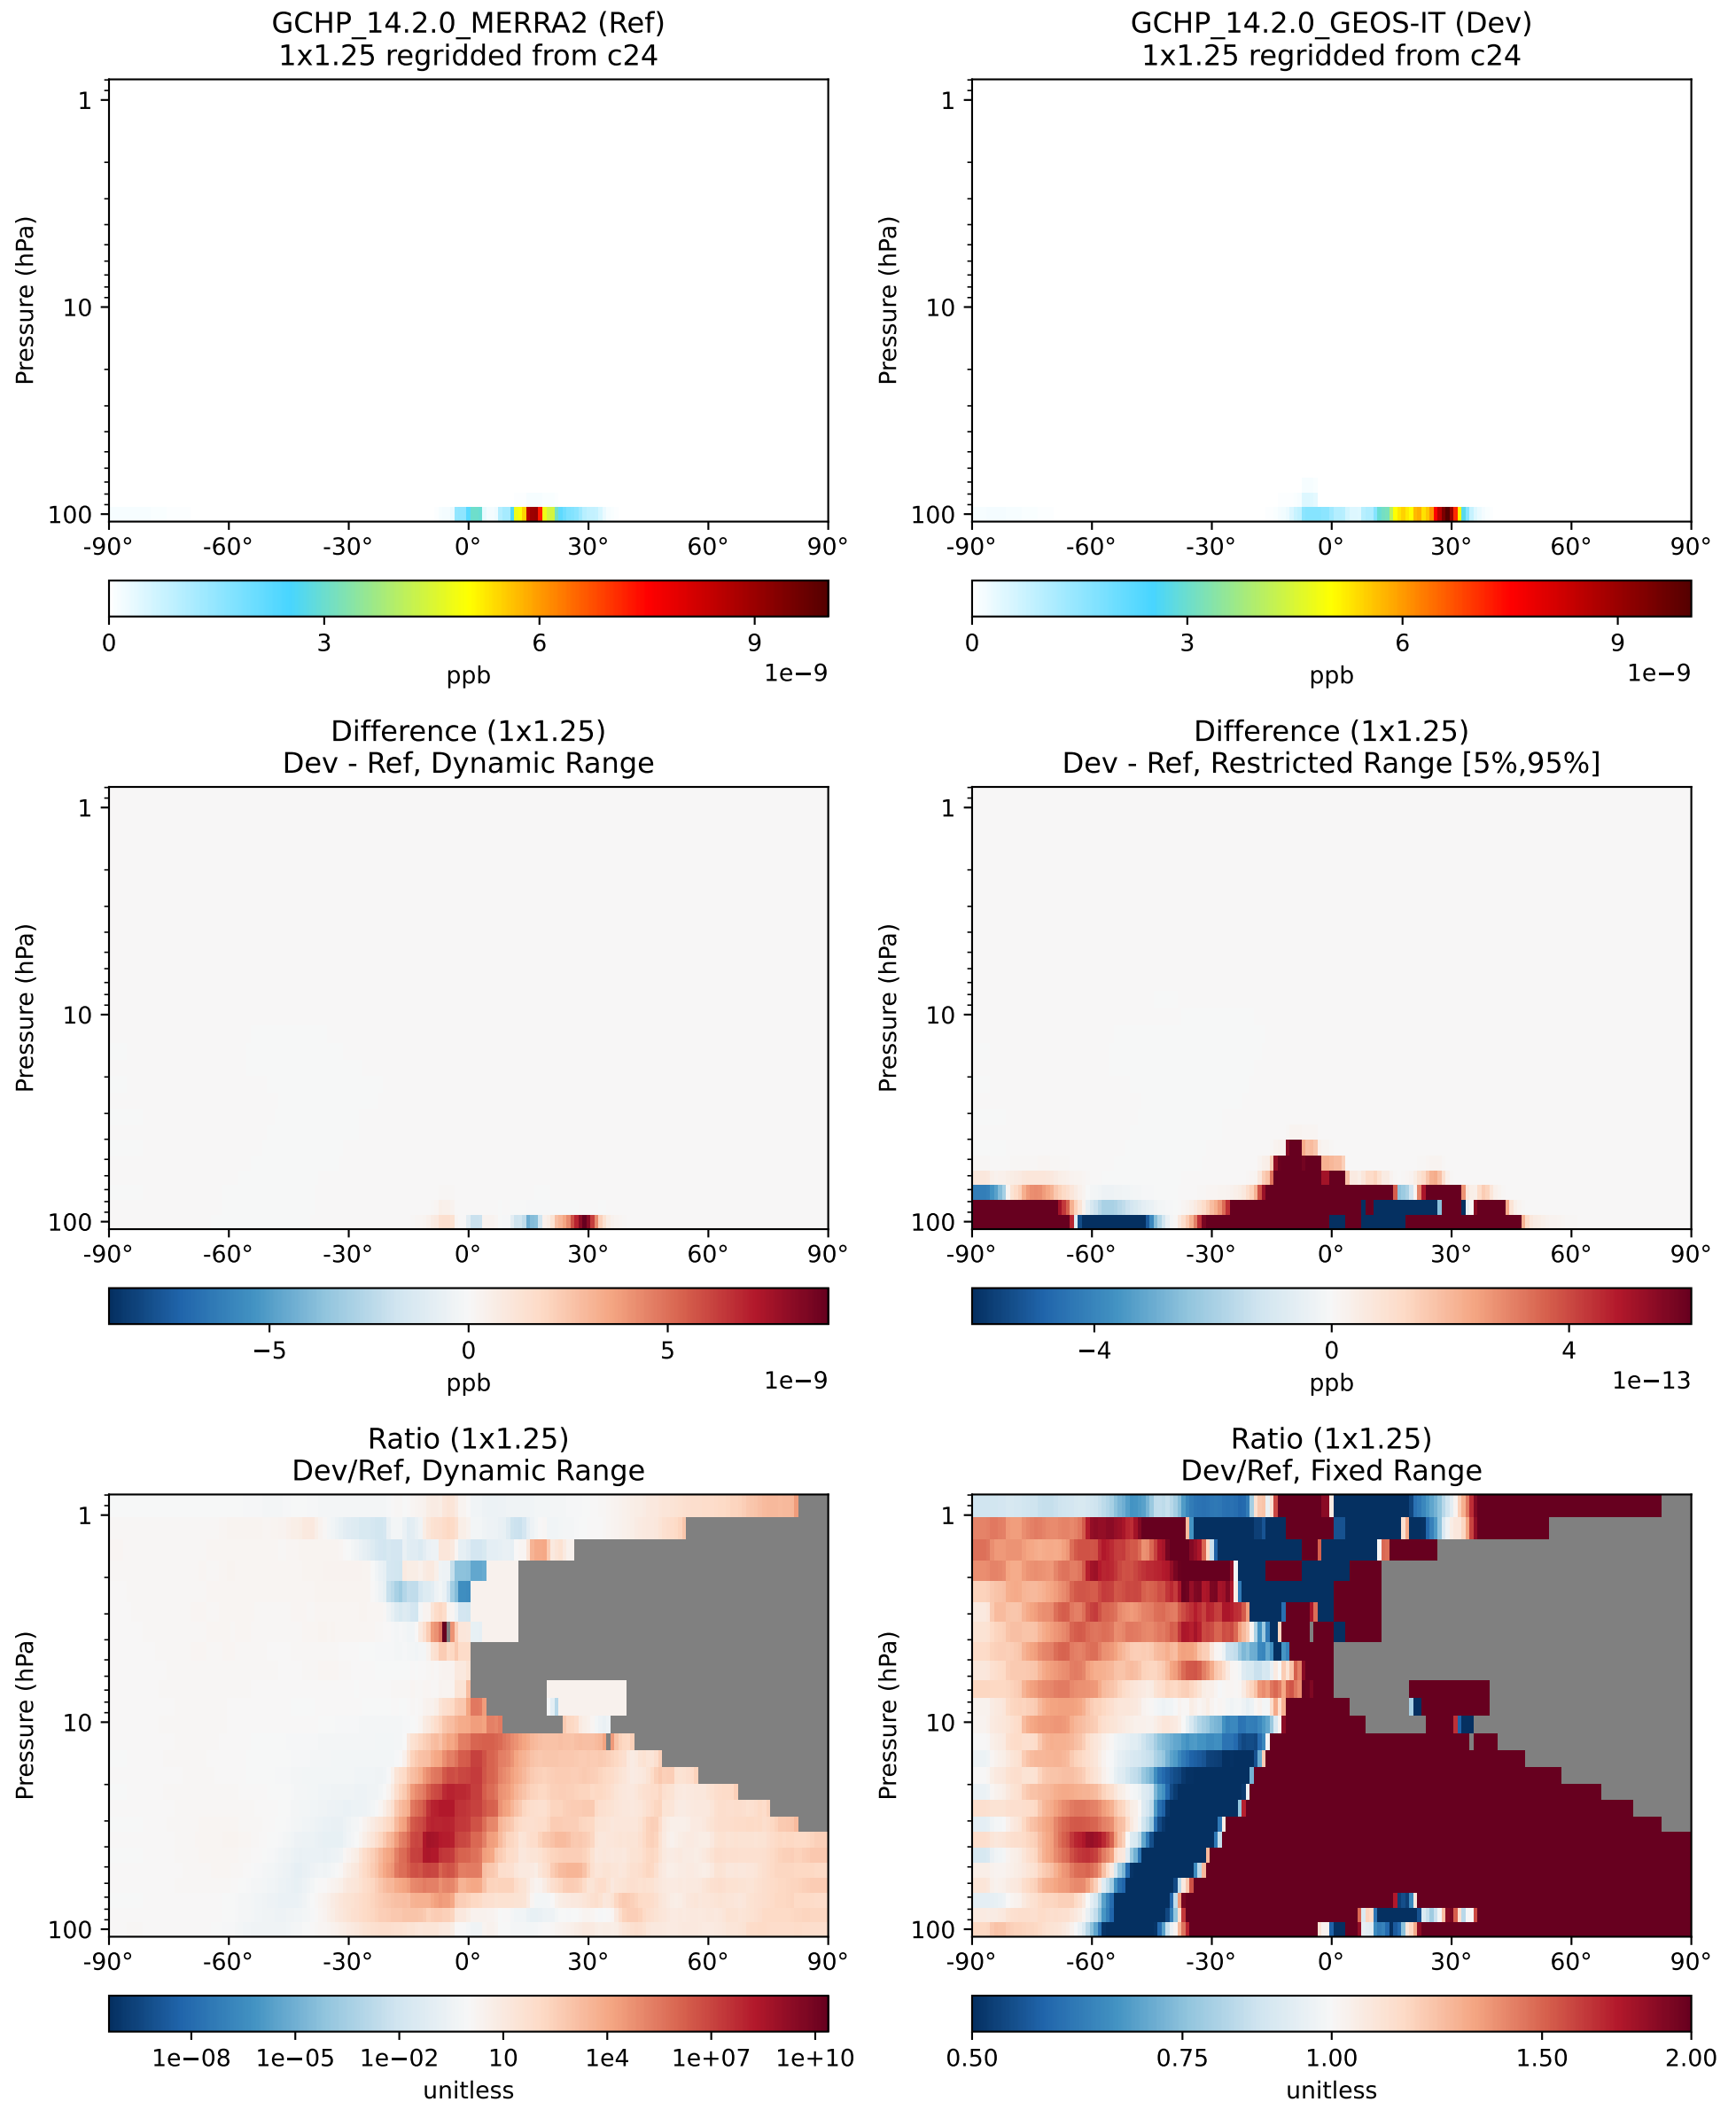 GCHP_14.2.0_MERRA2 (Ref)
1x1.25 regridded from c24
Pressure (hPa)
1
10
100
-90°
-60°
-30°
0°
30°
60°
90°
0
3
6
9
1e−9
ppb
GCHP_14.2.0_GEOS-IT (Dev)
1x1.25 regridded from c24
Pressure (hPa)
1
10
100
-90°
-60°
-30°
0°
30°
60°
90°
0
3
6
9
1e−9
ppb
Difference (1x1.25)
Dev - Ref, Dynamic Range
Pressure (hPa)
1
10
100
-90°
-60°
-30°
0°
30°
60°
90°
−5
0
5
1e−9
ppb
Difference (1x1.25)
Dev - Ref, Restricted Range [5%,95%]
Pressure (hPa)
1
10
100
-90°
-60°
-30°
0°
30°
60°
90°
−4
0
4
1e−13
ppb
Ratio (1x1.25)
Dev/Ref, Dynamic Range
Pressure (hPa)
1
10
100
-90°
-60°
-30°
0°
30°
60°
90°
1e−08
1e−05
1e−02
10
1e+4
1e+07
1e+10
unitless
Ratio (1x1.25)
Dev/Ref, Fixed Range
Pressure (hPa)
1
10
100
-90°
-60°
-30°
0°
30°
60°
90°
0.50
0.75
1.00
1.50
2.00
unitless